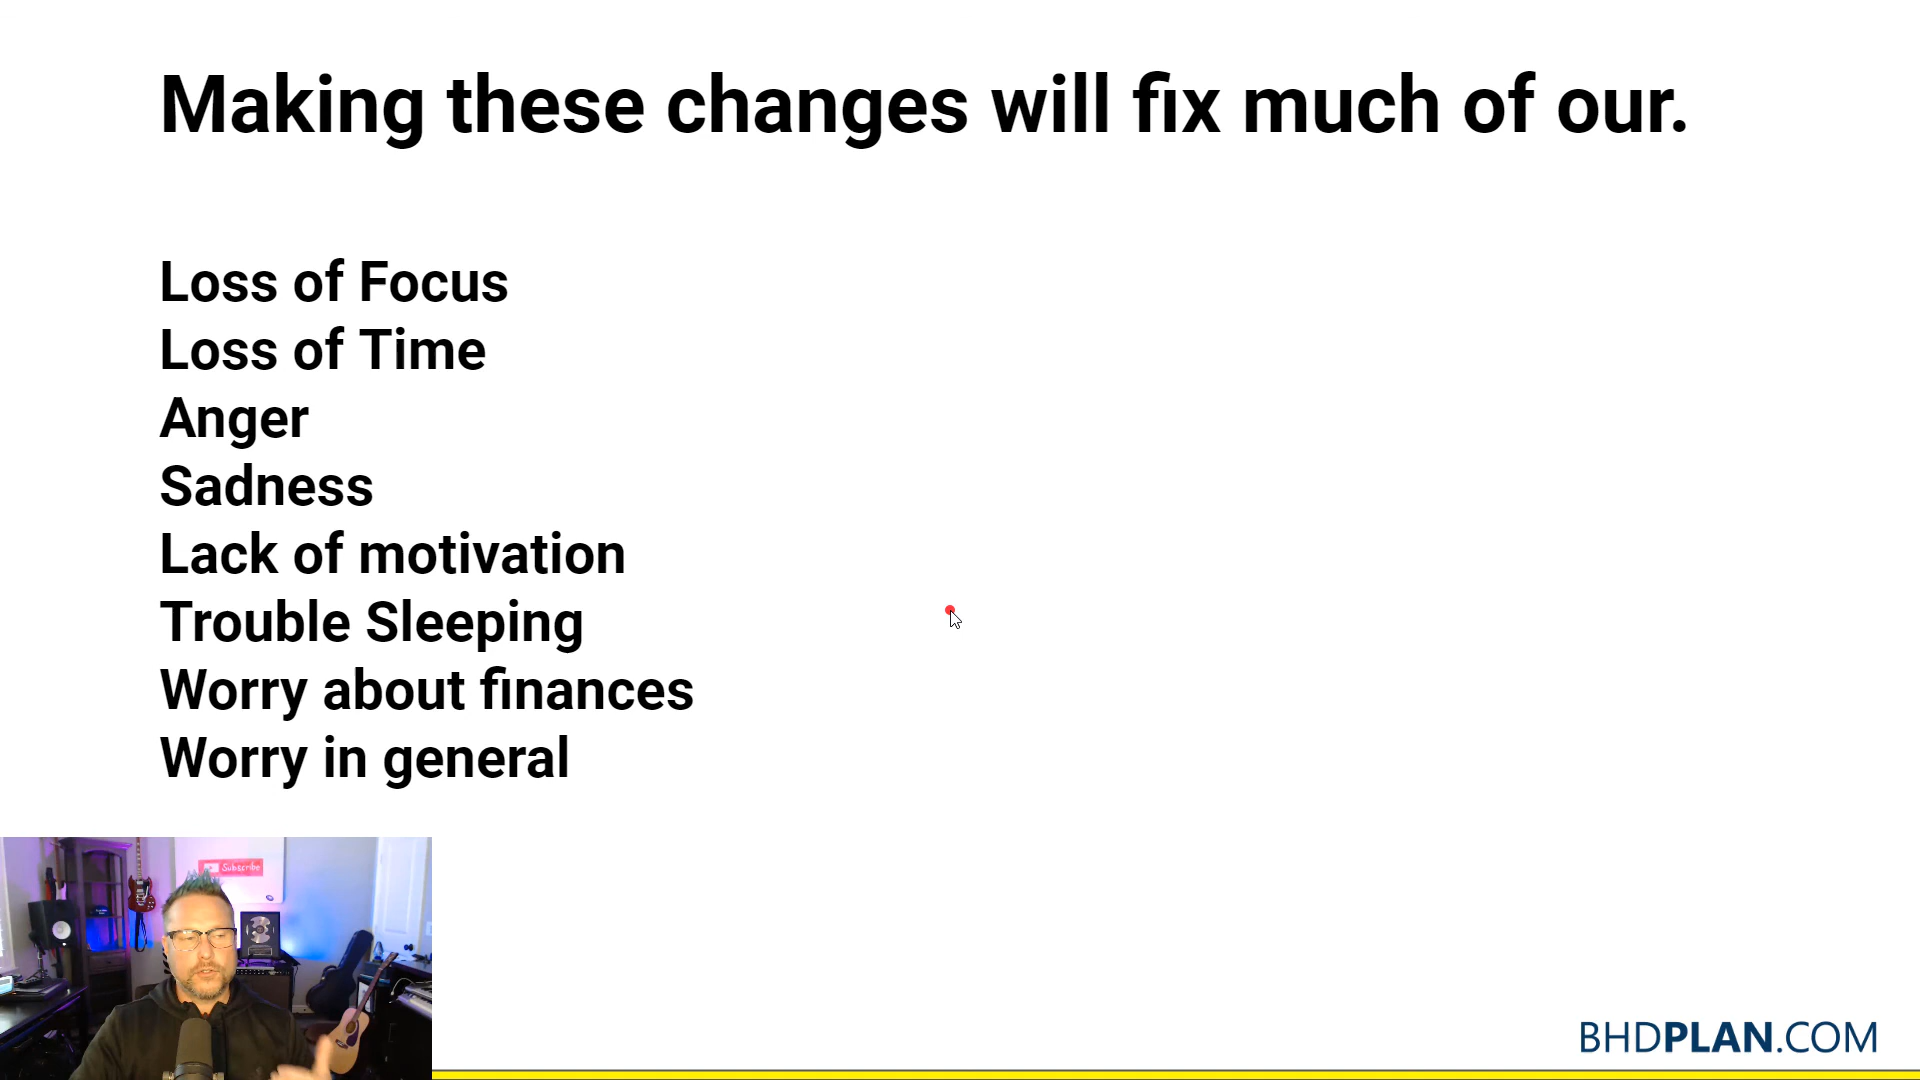 Making these changes will fix much of our.
Loss of Focus
Loss of Time
Anger
Sadness
Lack of motivation
Trouble Sleeping
Worry about finances
Worry in general
Subscribe
BHDPLAN.COM